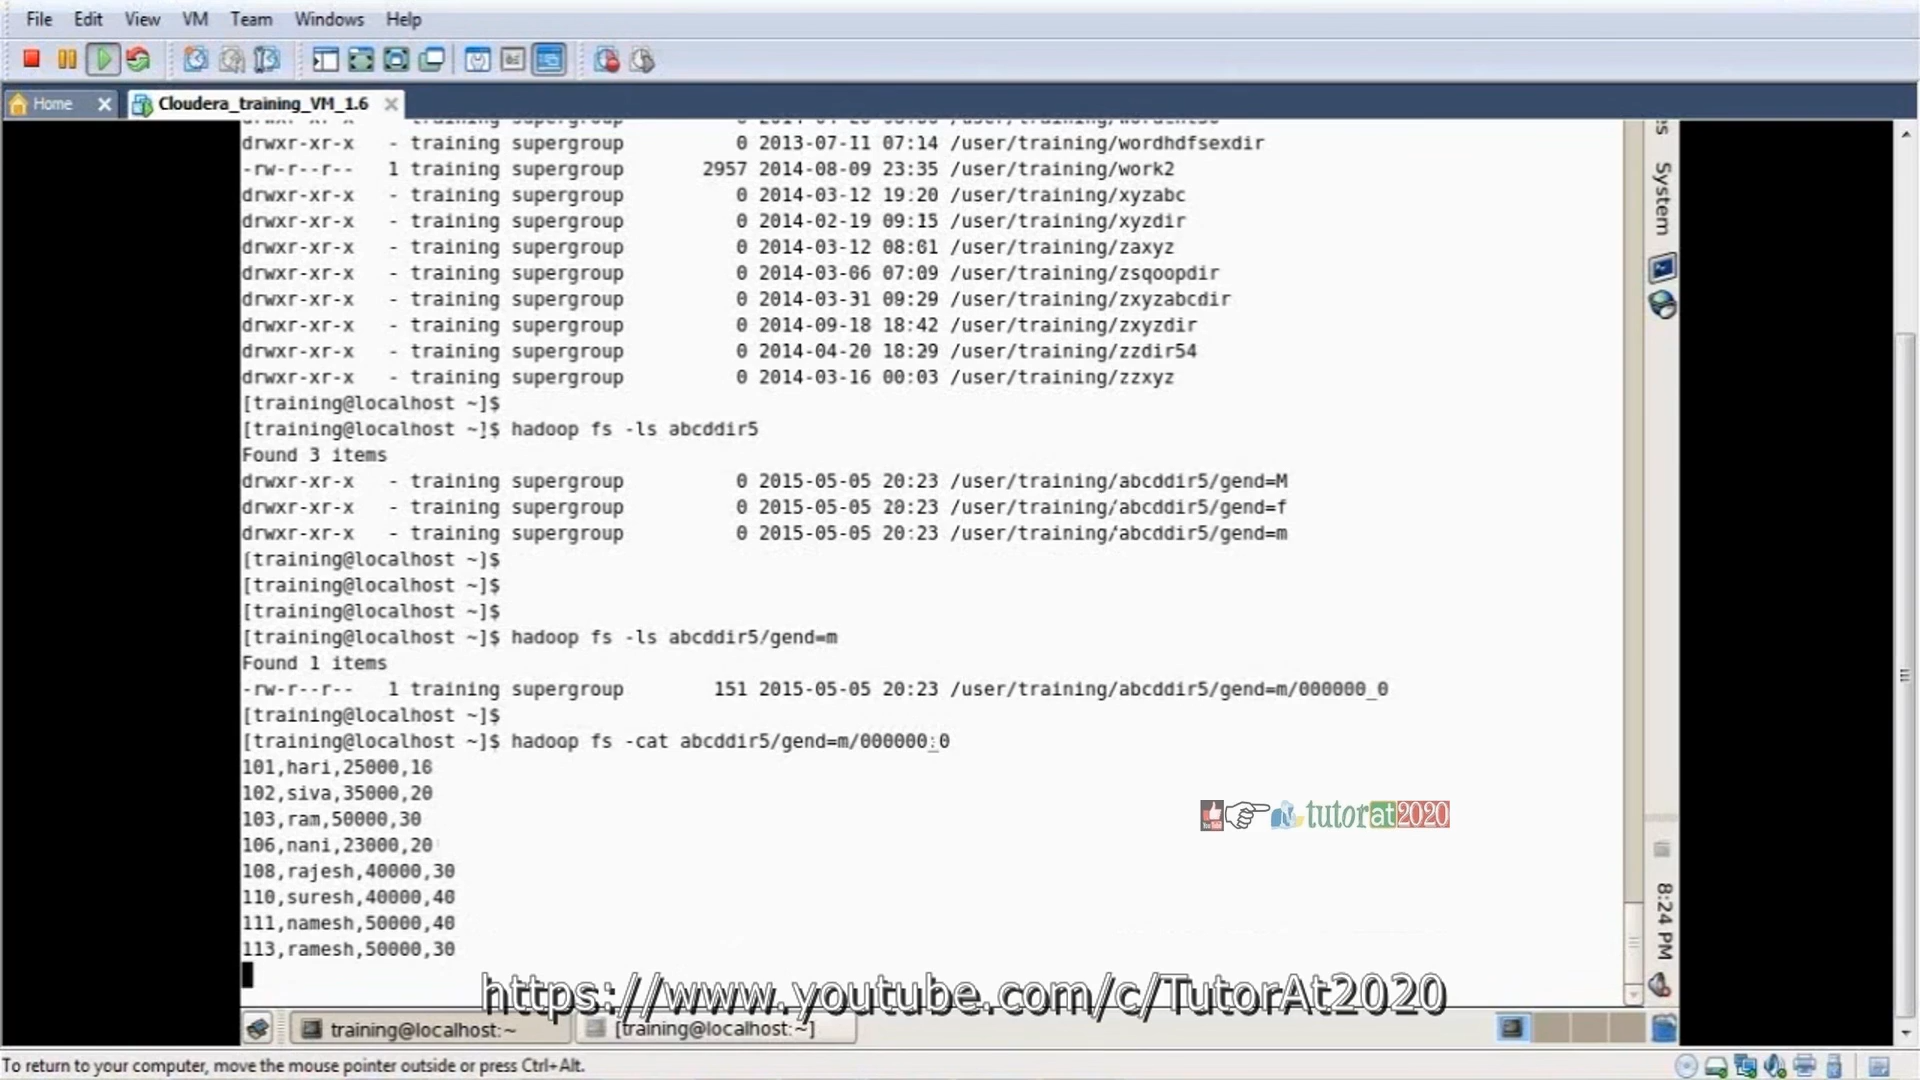 File Edit View VM Team Windows Help
Home Cloudera_training_VM_1.6
drwxr-xr-x - training supergroup 0 2013-07-11 07:14 /user/training/wordhdfsexdir
-rw-r--r-- 1 training supergroup 2957 2014-08-09 23:35 /user/training/work2
drwxr-xr-x - training supergroup 0 2014-03-12 19:20 /user/training/xyzabc
drwxr-xr-x - training supergroup 0 2014-02-19 09:15 /user/training/xyzdir
drwxr-xr-x - training supergroup 0 2014-03-12 08:01 /user/training/zaxyz
drwxr-xr-x - training supergroup 0 2014-03-06 07:09 /user/training/zsqoopdir
drwxr-xr-x - training supergroup 0 2014-03-31 09:29 /user/training/zxyzabcdir
drwxr-xr-x - training supergroup 0 2014-09-18 18:42 /user/training/zxyzdir
drwxr-xr-x - training supergroup 0 2014-04-20 18:29 /user/training/zzdir54
drwxr-xr-x - training supergroup 0 2014-03-16 00:03 /user/training/zzxyz
[training@localhost ~]$
[training@localhost ~]$ hadoop fs -ls abcddir5
Found 3 items
drwxr-xr-x - training supergroup 0 2015-05-05 20:23 /user/training/abcddir5/gend=M
drwxr-xr-x - training supergroup 0 2015-05-05 20:23 /user/training/abcddir5/gend=f
drwxr-xr-x - training supergroup 0 2015-05-05 20:23 /user/training/abcddir5/gend=m
[training@localhost ~]$
[training@localhost ~]$
[training@localhost ~]$
[training@localhost ~]$ hadoop fs -ls abcddir5/gend=m
Found 1 items
-rw-r--r-- 1 training supergroup 151 2015-05-05 20:23 /user/training/abcddir5/gend=m/000000_0
[training@localhost ~]$
[training@localhost ~]$ hadoop fs -cat abcddir5/gend=m/000000_0
101,hari,25000,10
102,siva,35000,20
103,ram,50000,30
106,nani,23000,20
108,rajesh,40000,30
110,suresh,40000,40
111,namesh,50000,40
113,ramesh,50000,30
System
8:24 PM
tutorat2020
https://www.youtube.com/c/TutorAt2020
training@localhost:~ [training@localhost:~]
To return to your computer, move the mouse pointer outside or press Ctrl+Alt.